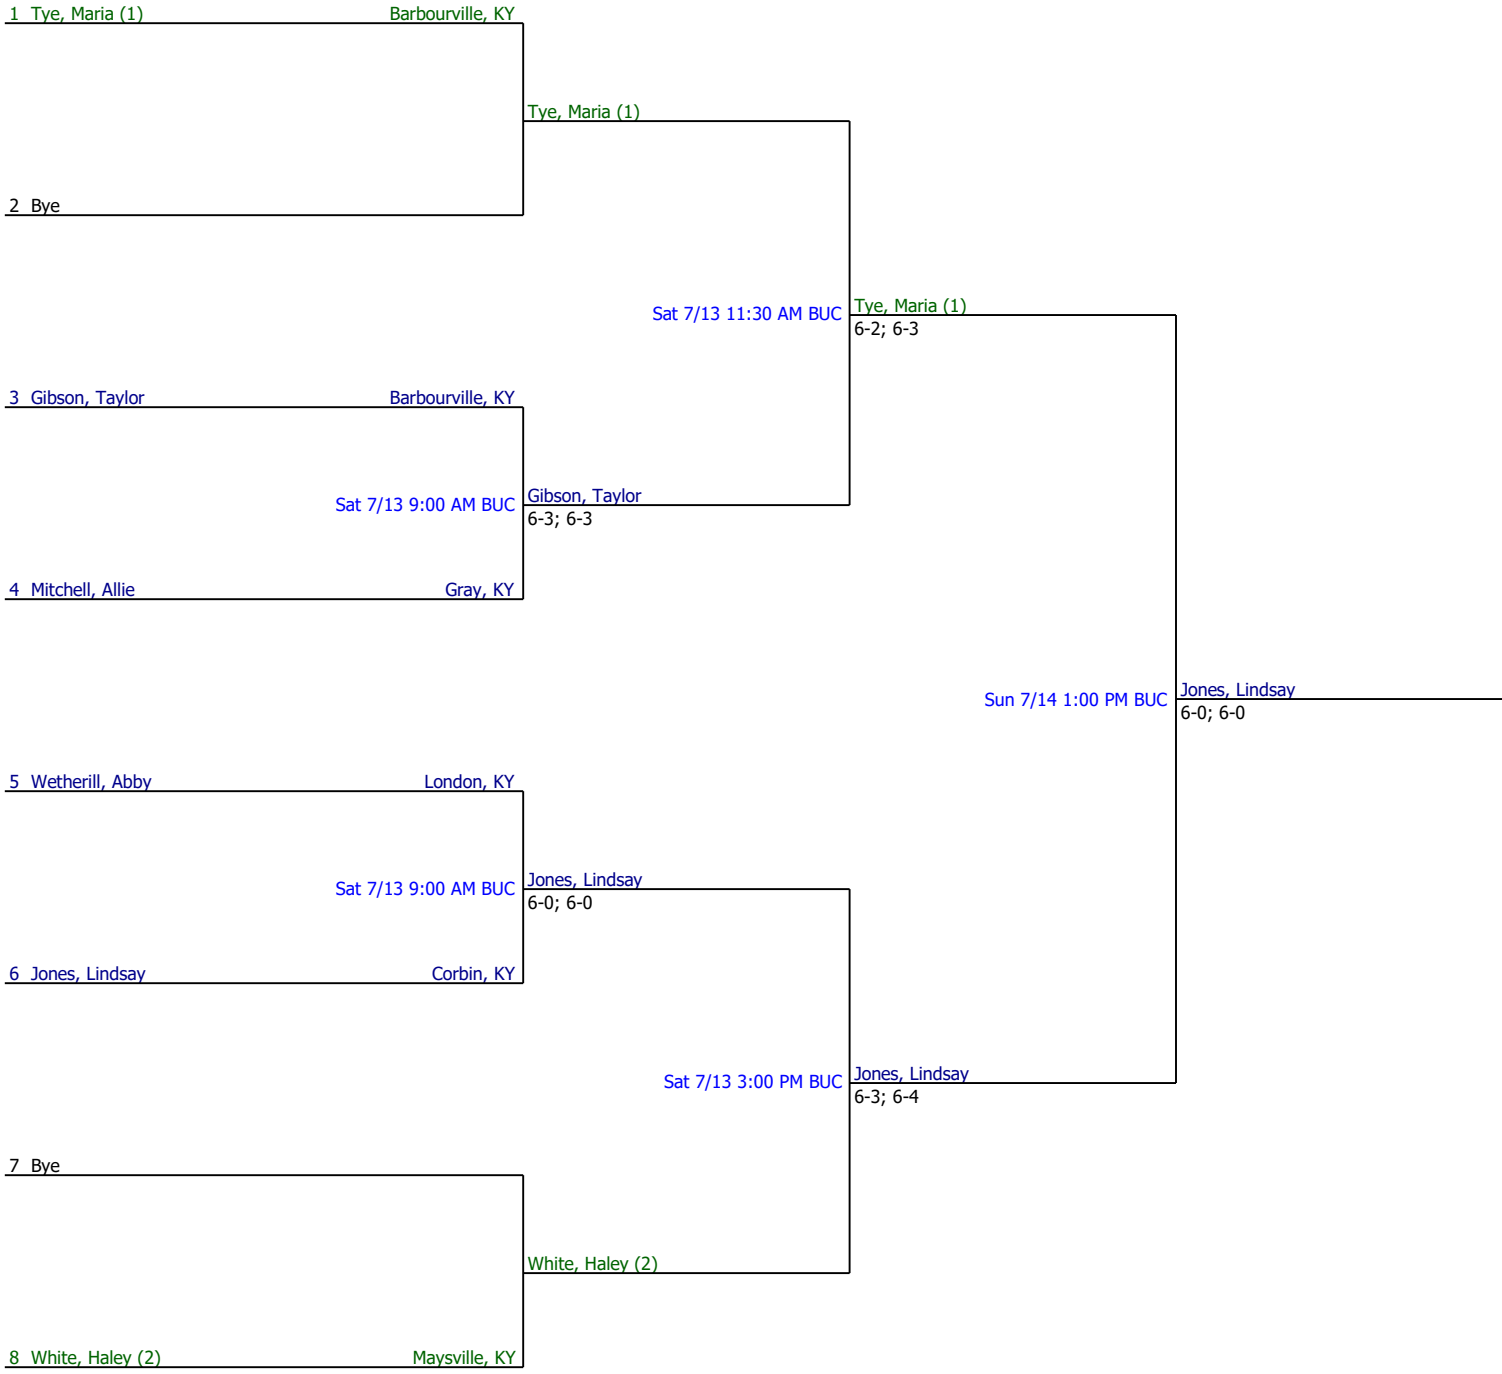 1 Tye, Maria (1) Barbourville, KY
Tye, Maria (1)
2 Bye
Sat 7/13 11:30 AM BUC
Tye, Maria (1)
6-2; 6-3
3 Gibson, Taylor Barbourville, KY
Sat 7/13 9:00 AM BUC
Gibson, Taylor
6-3; 6-3
4 Mitchell, Allie Gray, KY
Sun 7/14 1:00 PM BUC
Jones, Lindsay
6-0; 6-0
5 Wetherill, Abby London, KY
Sat 7/13 9:00 AM BUC
Jones, Lindsay
6-0; 6-0
6 Jones, Lindsay Corbin, KY
Sat 7/13 3:00 PM BUC
Jones, Lindsay
6-3; 6-4
7 Bye
White, Haley (2)
8 White, Haley (2) Maysville, KY